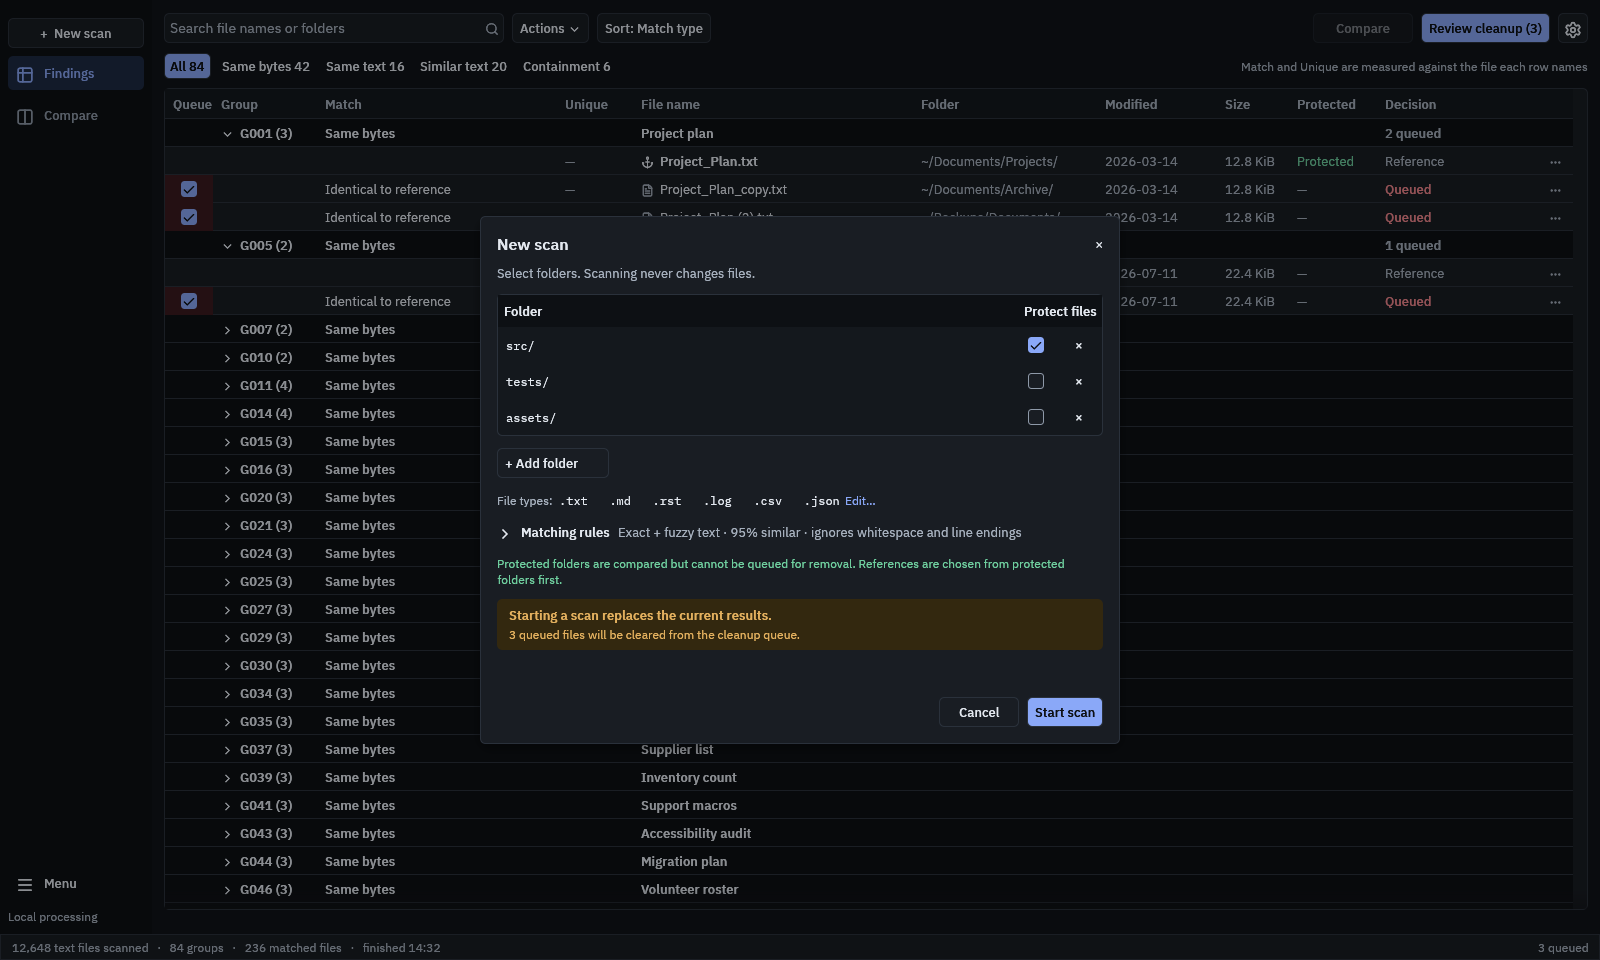 + New scan
Search file names or folders
Actions
Sort: Match type
Compare
Review cleanup (3)
Findings
Compare
All 84 Same bytes 42 Same text 16 Similar text 20 Containment 6
Match and Unique are measured against the file each row names
Queue Group Match Unique File name Folder Modified Size Protected Decision
G001 (3) Same bytes Project plan 2 queued
— Project_Plan.txt ~/Documents/Projects/ 2026-03-14 12.8 KiB Protected Reference ...
Identical to reference — Project_Plan_copy.txt ~/Documents/Archive/ 2026-03-14 12.8 KiB — Queued ...
Identical to reference 26-03-14 12.8 KiB — Queued ...
G005 (2) Same bytes 1 queued
26-07-11 22.4 KiB — Reference ...
Identical to reference 26-07-11 22.4 KiB — Queued ...
G007 (2) Same bytes
G010 (2) Same bytes
G011 (4) Same bytes
G014 (4) Same bytes
G015 (3) Same bytes
G016 (3) Same bytes
G020 (3) Same bytes
G021 (3) Same bytes
G024 (3) Same bytes
G025 (3) Same bytes
G027 (3) Same bytes
G029 (3) Same bytes
G030 (3) Same bytes
G034 (3) Same bytes
G035 (3) Same bytes
G037 (3) Same bytes Supplier list
G039 (3) Same bytes Inventory count
G041 (3) Same bytes Support macros
G043 (3) Same bytes Accessibility audit
G044 (3) Same bytes Migration plan
G046 (3) Same bytes Volunteer roster
New scan ×
Select folders. Scanning never changes files.
Folder Protect files
src/ ×
tests/ ×
assets/ ×
+ Add folder
File types: .txt .md .rst .log .csv .json Edit...
Matching rules Exact + fuzzy text · 95% similar · ignores whitespace and line endings
Protected folders are compared but cannot be queued for removal. References are chosen from protected
folders first.
Starting a scan replaces the current results.
3 queued files will be cleared from the cleanup queue.
Cancel Start scan
Menu
Local processing
12,648 text files scanned · 84 groups · 236 matched files · finished 14:32
3 queued